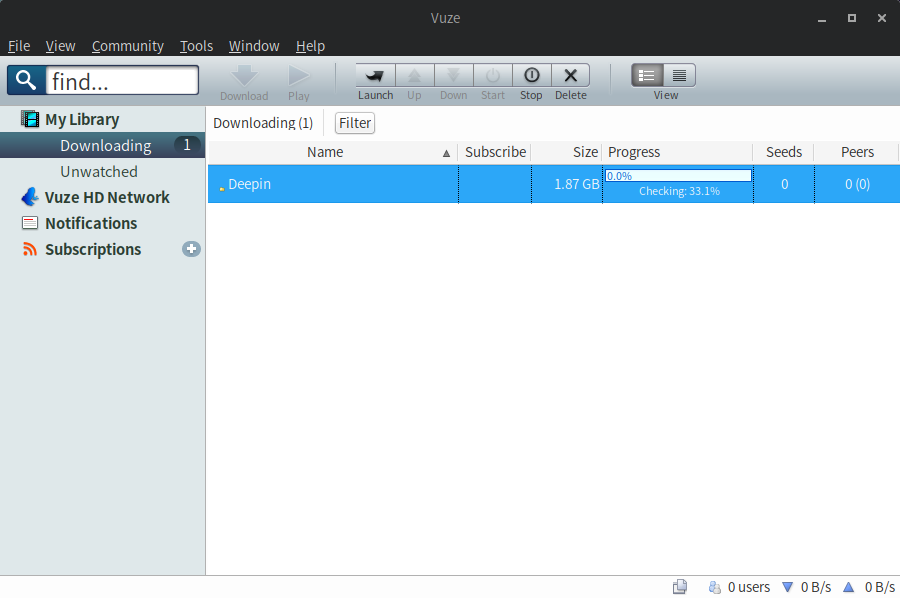 Vuze
File View Community Tools Window Help
find...
Download Play Launch Up Down Start Stop Delete View
My Library
Downloading 1
Unwatched
Vuze HD Network
Notifications
Subscriptions
Downloading (1) Filter
Name Subscribe Size Progress Seeds Peers
Deepin 1.87 GB 0.0% 0 0 (0)
Checking: 33.1%
0 users 0 B/s 0 B/s